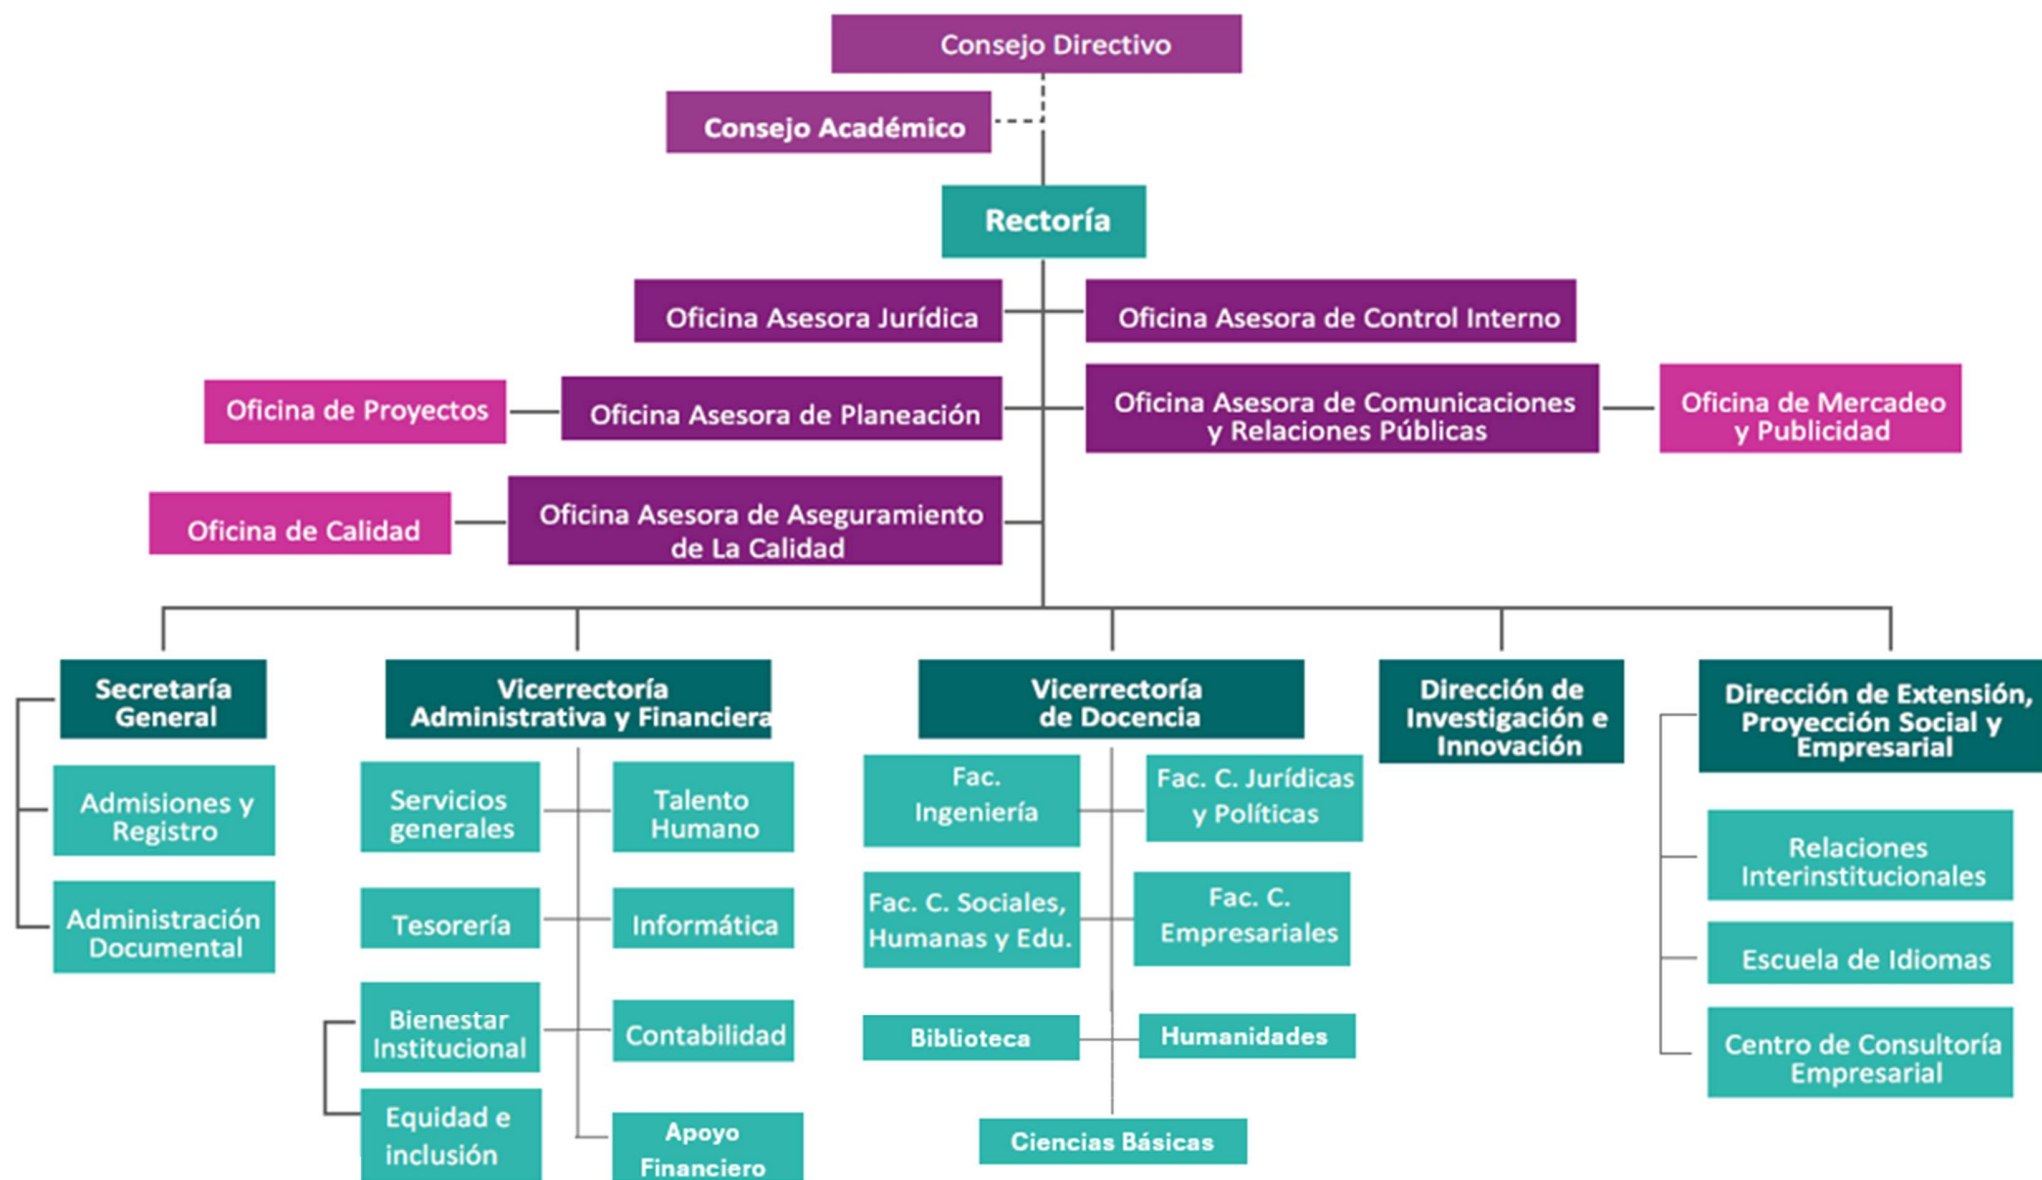 Consejo Directivo
Consejo Académico
Rectoría
Oficina Asesora Jurídica
Oficina Asesora de Control Interno
Oficina de Proyectos
Oficina Asesora de Planeación
Oficina Asesora de Comunicaciones
y Relaciones Públicas
Oficina de Mercadeo
y Publicidad
Oficina de Calidad
Oficina Asesora de Aseguramiento
de La Calidad
Secretaría
General
Admisiones y
Registro
Administración
Documental
Vicerrectoría
Administrativa y Financiera
Servicios
generales
Talento
Humano
Tesorería
Informática
Bienestar
Institucional
Contabilidad
Equidad e
inclusión
Apoyo
Financiero
Vicerrectoría
de Docencia
Fac.
Ingeniería
Fac. C. Jurídicas
y Políticas
Fac. C. Sociales,
Humanas y Edu.
Fac. C.
Empresariales
Biblioteca
Humanidades
Ciencias Básicas
Dirección de
Investigación e
Innovación
Dirección de Extensión,
Proyección Social y
Empresarial
Relaciones
Interinstitucionales
Escuela de Idiomas
Centro de Consultoría
Empresarial